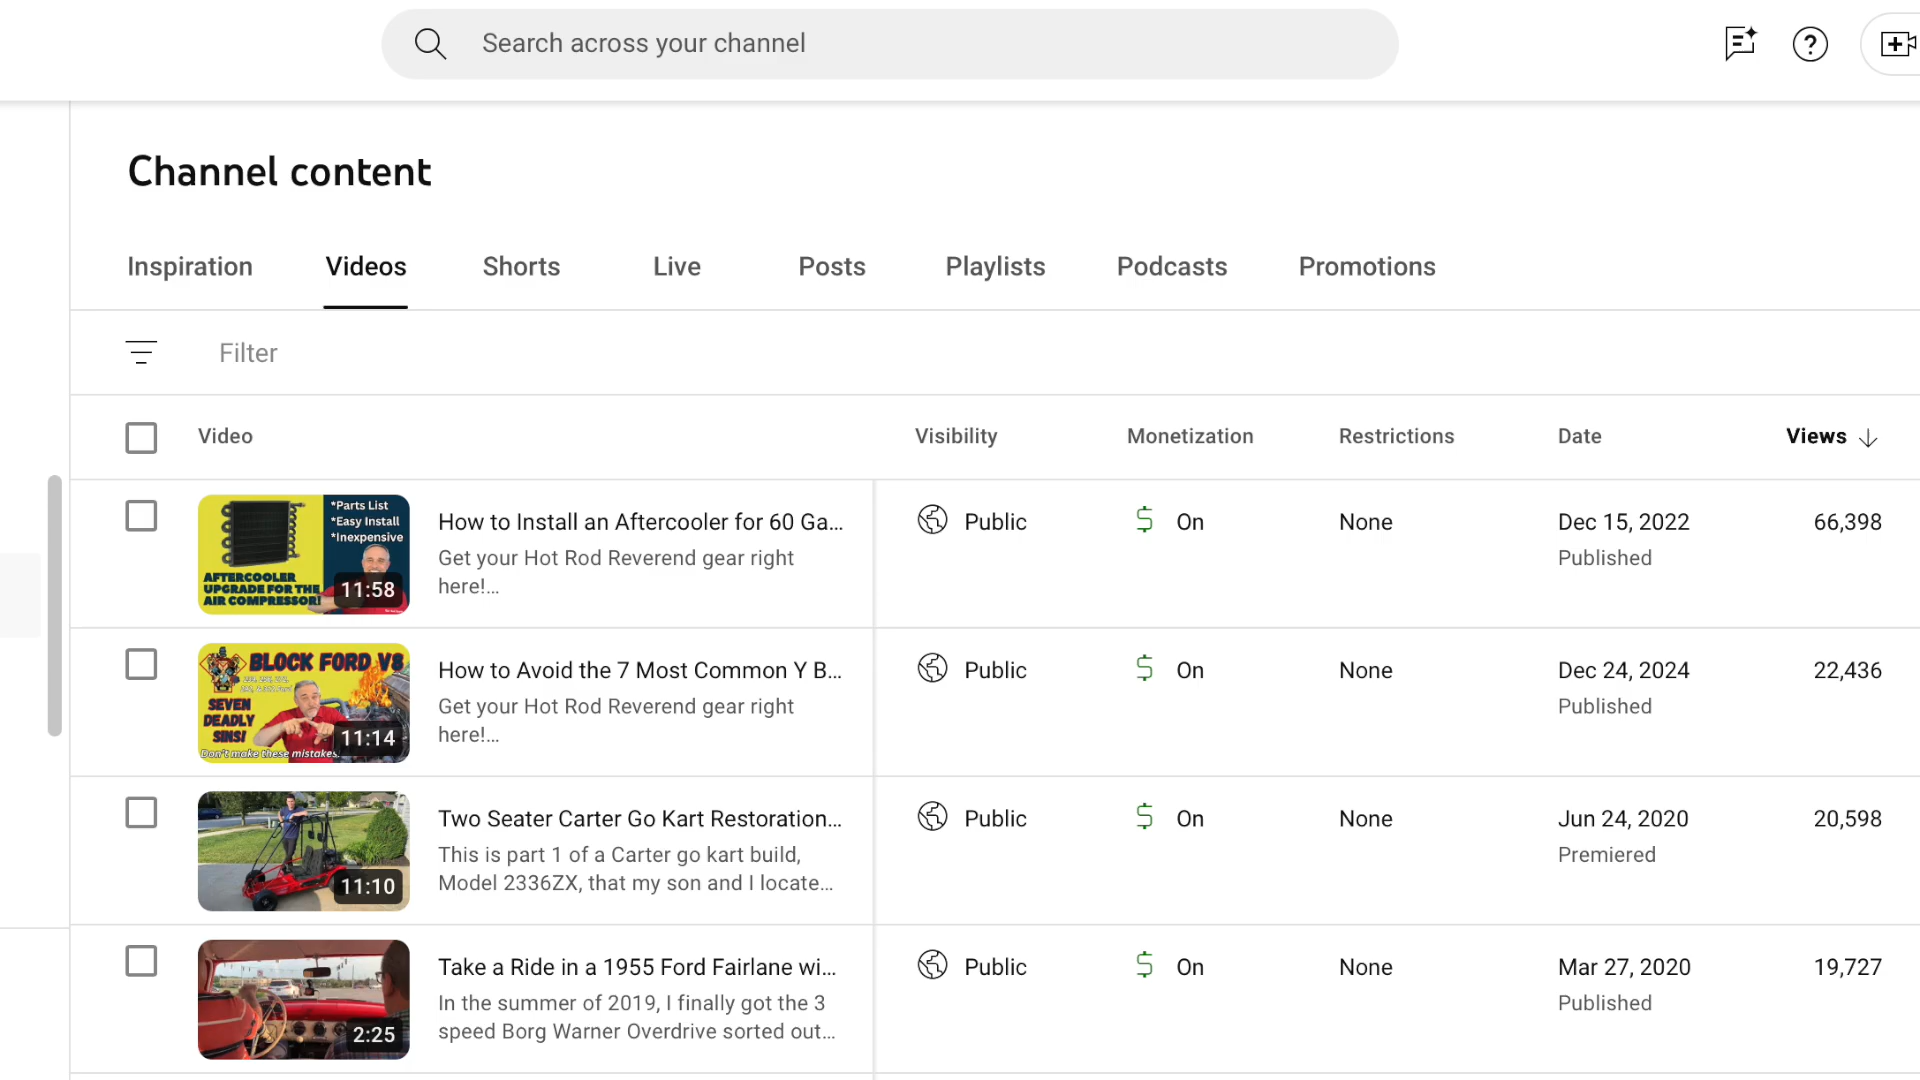 Search across your channel
Channel content
Inspiration Videos Shorts Live Posts Playlists Podcasts Promotions
Filter
Video Visibility Monetization Restrictions Date Views
*Parts List
*Easy Install
*Inexpensive
AFTERCOOLER
UPGRADE FOR THE
AIR COMPRESSOR!
11:58
How to Install an Aftercooler for 60 Ga...
Get your Hot Rod Reverend gear right
here!...
Public $ On None Dec 15, 2022 66,398
Published
BLOCK FORD V8
SEVEN
DEADLY
SINS!
Don't make these mistakes
11:14
How to Avoid the 7 Most Common Y B...
Get your Hot Rod Reverend gear right
here!...
Public $ On None Dec 24, 2024 22,436
Published
11:10
Two Seater Carter Go Kart Restoration...
This is part 1 of a Carter go kart build,
Model 2336ZX, that my son and I locate...
Public $ On None Jun 24, 2020 20,598
Premiered
2:25
Take a Ride in a 1955 Ford Fairlane wi...
In the summer of 2019, I finally got the 3
speed Borg Warner Overdrive sorted out...
Public $ On None Mar 27, 2020 19,727
Published